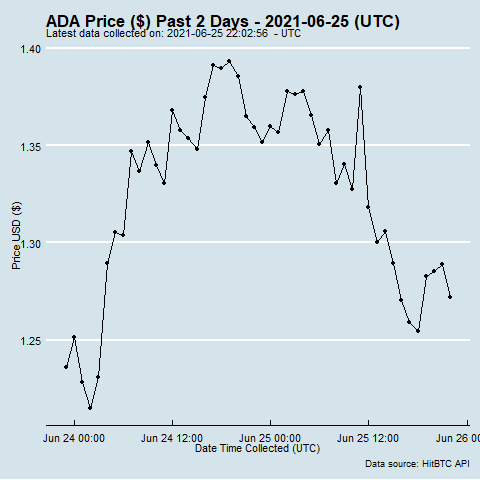 ADA Price ($) Past 2 Days - 2021-06-25 (UTC)
Latest data collected on: 2021-06-25 22:02:56 - UTC
1.40
1.35
1.30
1.25
Price USD ($)
Jun 24 00:00 Jun 24 12:00 Jun 25 00:00 Jun 25 12:00 Jun 26 00
Date Time Collected (UTC)
Data source: HitBTC API